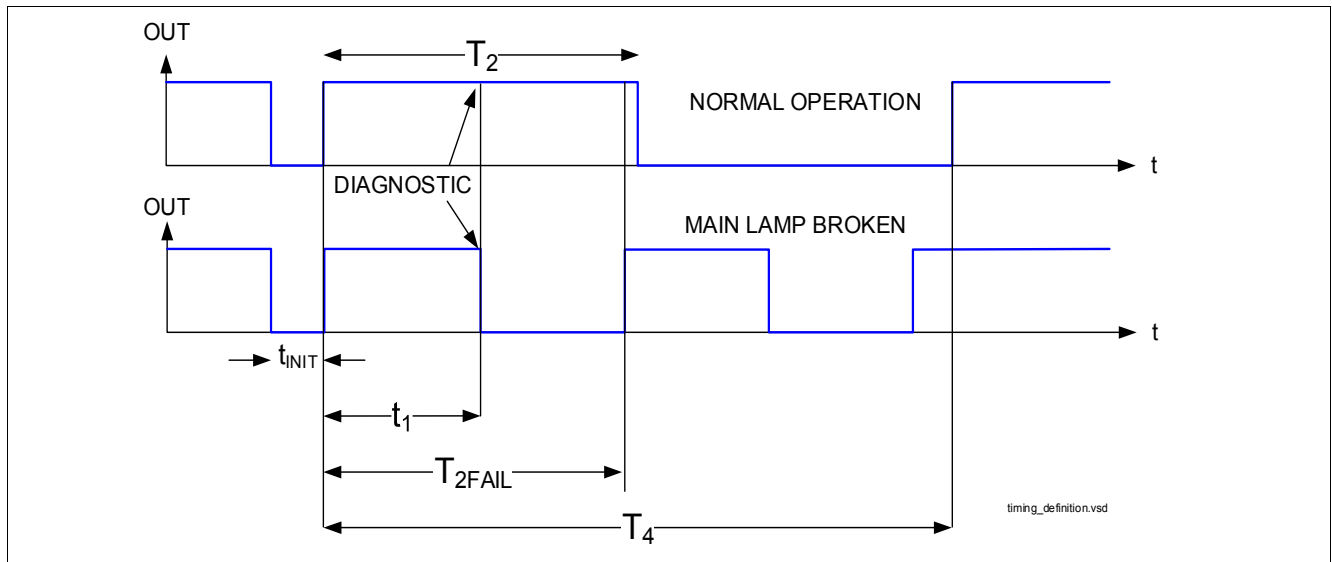 OUT
T2
NORMAL OPERATION
t
DIAGNOSTIC
OUT
MAIN LAMP BROKEN
t
tINIT
t1
T2FAIL
timing_definition.vsd
T4